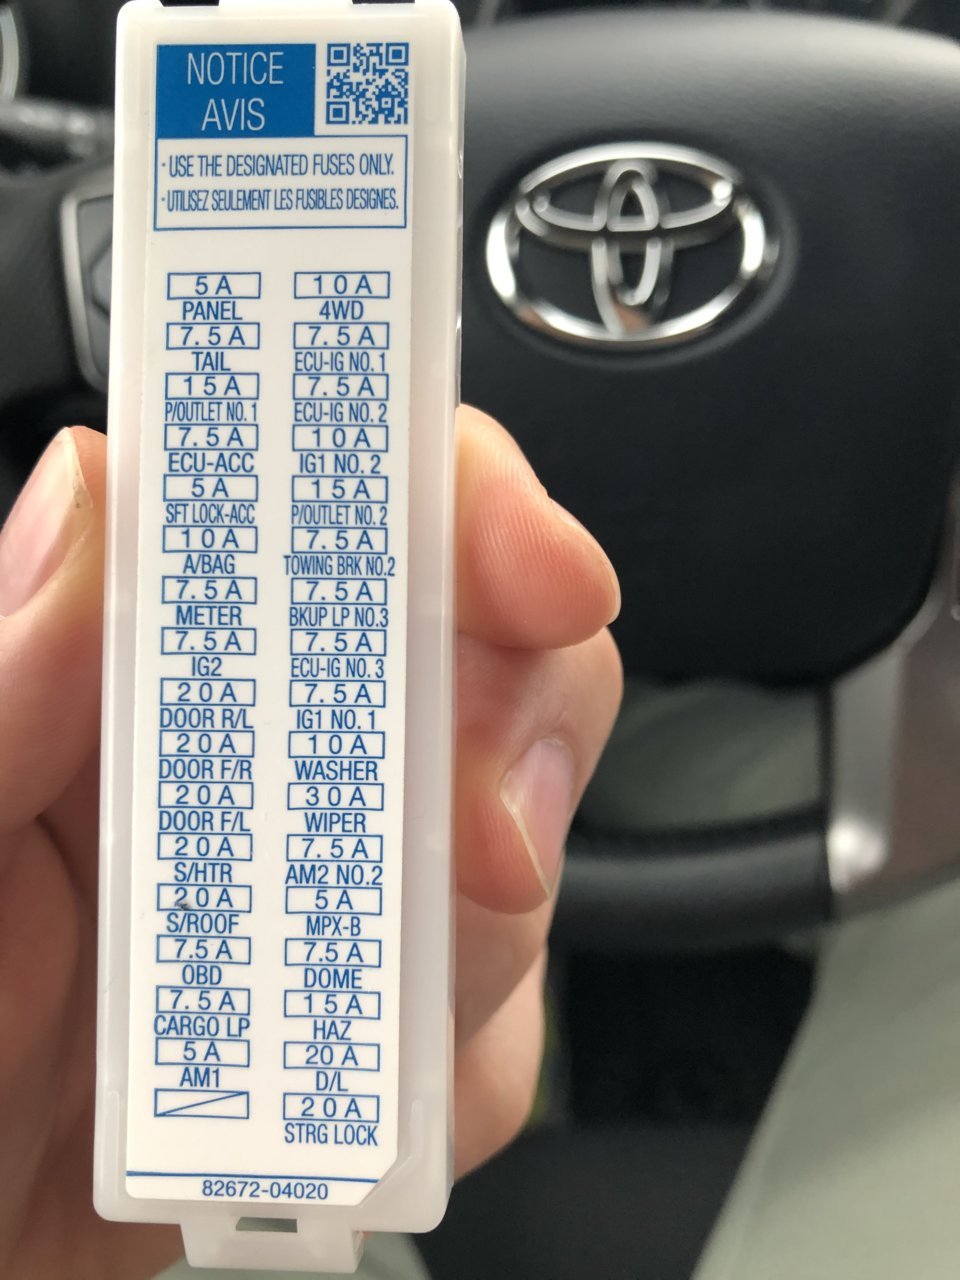 NOTICE
AVIS
· USE THE DESIGNATED FUSES ONLY.
· UTILISEZ SEULEMENT LES FUSIBLES DESIGNES.
5 A
PANEL
7.5 A
TAIL
15 A
P/OUTLET NO. 1
7.5 A
ECU-ACC
5 A
SFT LOCK-ACC
10 A
A/BAG
7.5 A
METER
7.5 A
IG2
20 A
DOOR R/L
20 A
DOOR F/R
20 A
DOOR F/L
20 A
S/HTR
20 A
S/ROOF
7.5 A
OBD
7.5 A
CARGO LP
5 A
AM1
10 A
4WD
7.5 A
ECU-IG NO. 1
7.5 A
ECU-IG NO. 2
10 A
IG1 NO. 2
15 A
P/OUTLET NO. 2
7.5 A
TOWING BRK NO.2
7.5 A
BKUP LP NO.3
7.5 A
ECU-IG NO. 3
7.5 A
IG1 NO. 1
10 A
WASHER
30 A
WIPER
7.5 A
AM2 NO.2
5 A
MPX-B
7.5 A
DOME
15 A
HAZ
20 A
D/L
20 A
STRG LOCK
82672-04020